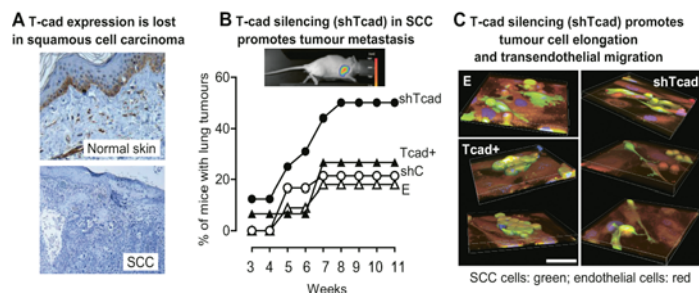 A T-cad expression is lost
in squamous cell carcinoma
Normal skin
SCC
B T-cad silencing (shTcad) in SCC
promotes tumour metastasis
% of mice with lung tumours
60
40
20
0
shTcad
Tcad+
shC
E
3 4 5 6 7 8 9 10 11
Weeks
C T-cad silencing (shTcad) promotes
tumour cell elongation
and transendothelial migration
E
shTcad
Tcad+
SCC cells: green; endothelial cells: red